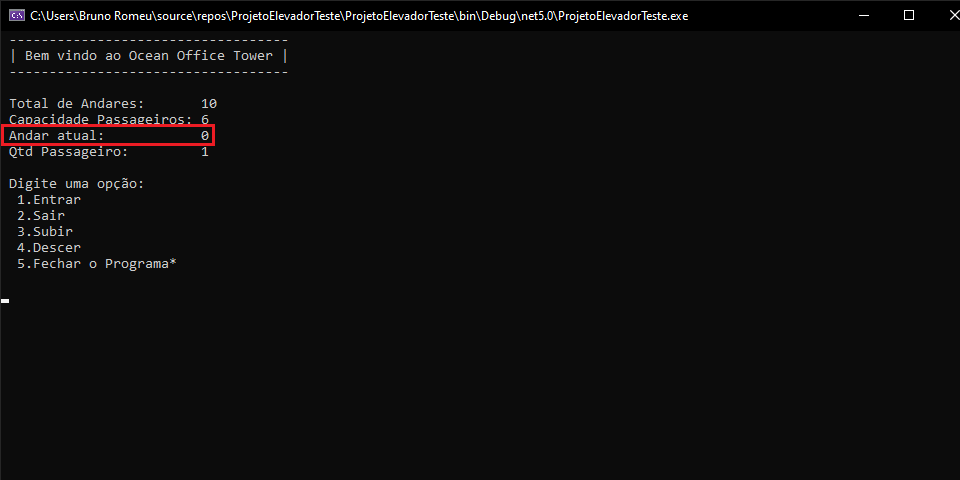 C:\Users\Bruno Romeu\source\repos\ProjetoElevadorTeste\ProjetoElevadorTeste\bin\Debug\net5.0\ProjetoElevadorTeste.exe
-----------------------------------
| Bem vindo ao Ocean Office Tower |
-----------------------------------
Total de Andares: 10
Capacidade Passageiros: 6
Andar atual: 0
Qtd Passageiro: 1
Digite uma opção:
1.Entrar
2.Sair
3.Subir
4.Descer
5.Fechar o Programa*